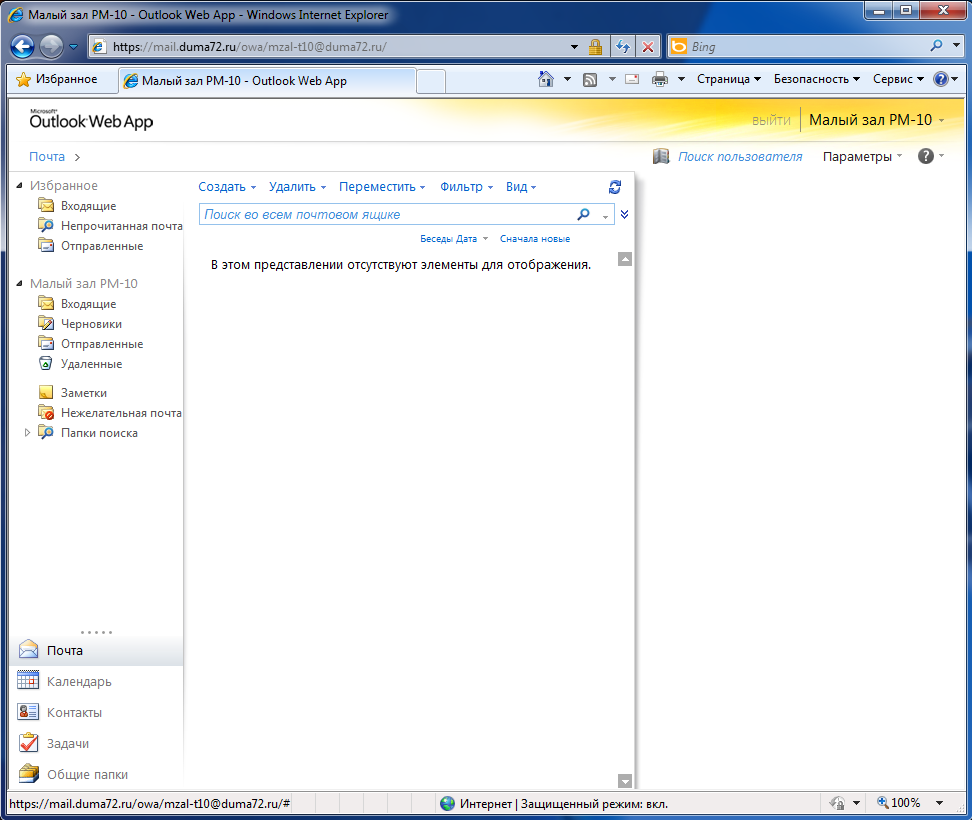 Малый зал РМ-10 - Outlook Web App - Windows Internet Explorer
https://mail.duma72.ru/owa/mzal-t10@duma72.ru/
Bing
Избранное
Малый зал РМ-10 - Outlook Web App
Страница
Безопасность
Сервис
Microsoft
Outlook Web App
выйти
Малый зал РМ-10
Почта >
Поиск пользователя
Параметры
Избранное
Входящие
Непрочитанная почта
Отправленные
Малый зал РМ-10
Входящие
Черновики
Отправленные
Удаленные
Заметки
Нежелательная почта
Папки поиска
Создать
Удалить
Переместить
Фильтр
Вид
Поиск во всем почтовом ящике
Беседы Дата
Сначала новые
В этом представлении отсутствуют элементы для отображения.
Почта
Календарь
Контакты
Задачи
Общие папки
https://mail.duma72.ru/owa/mzal-t10@duma72.ru/#
Интернет | Защищенный режим: вкл.
100%